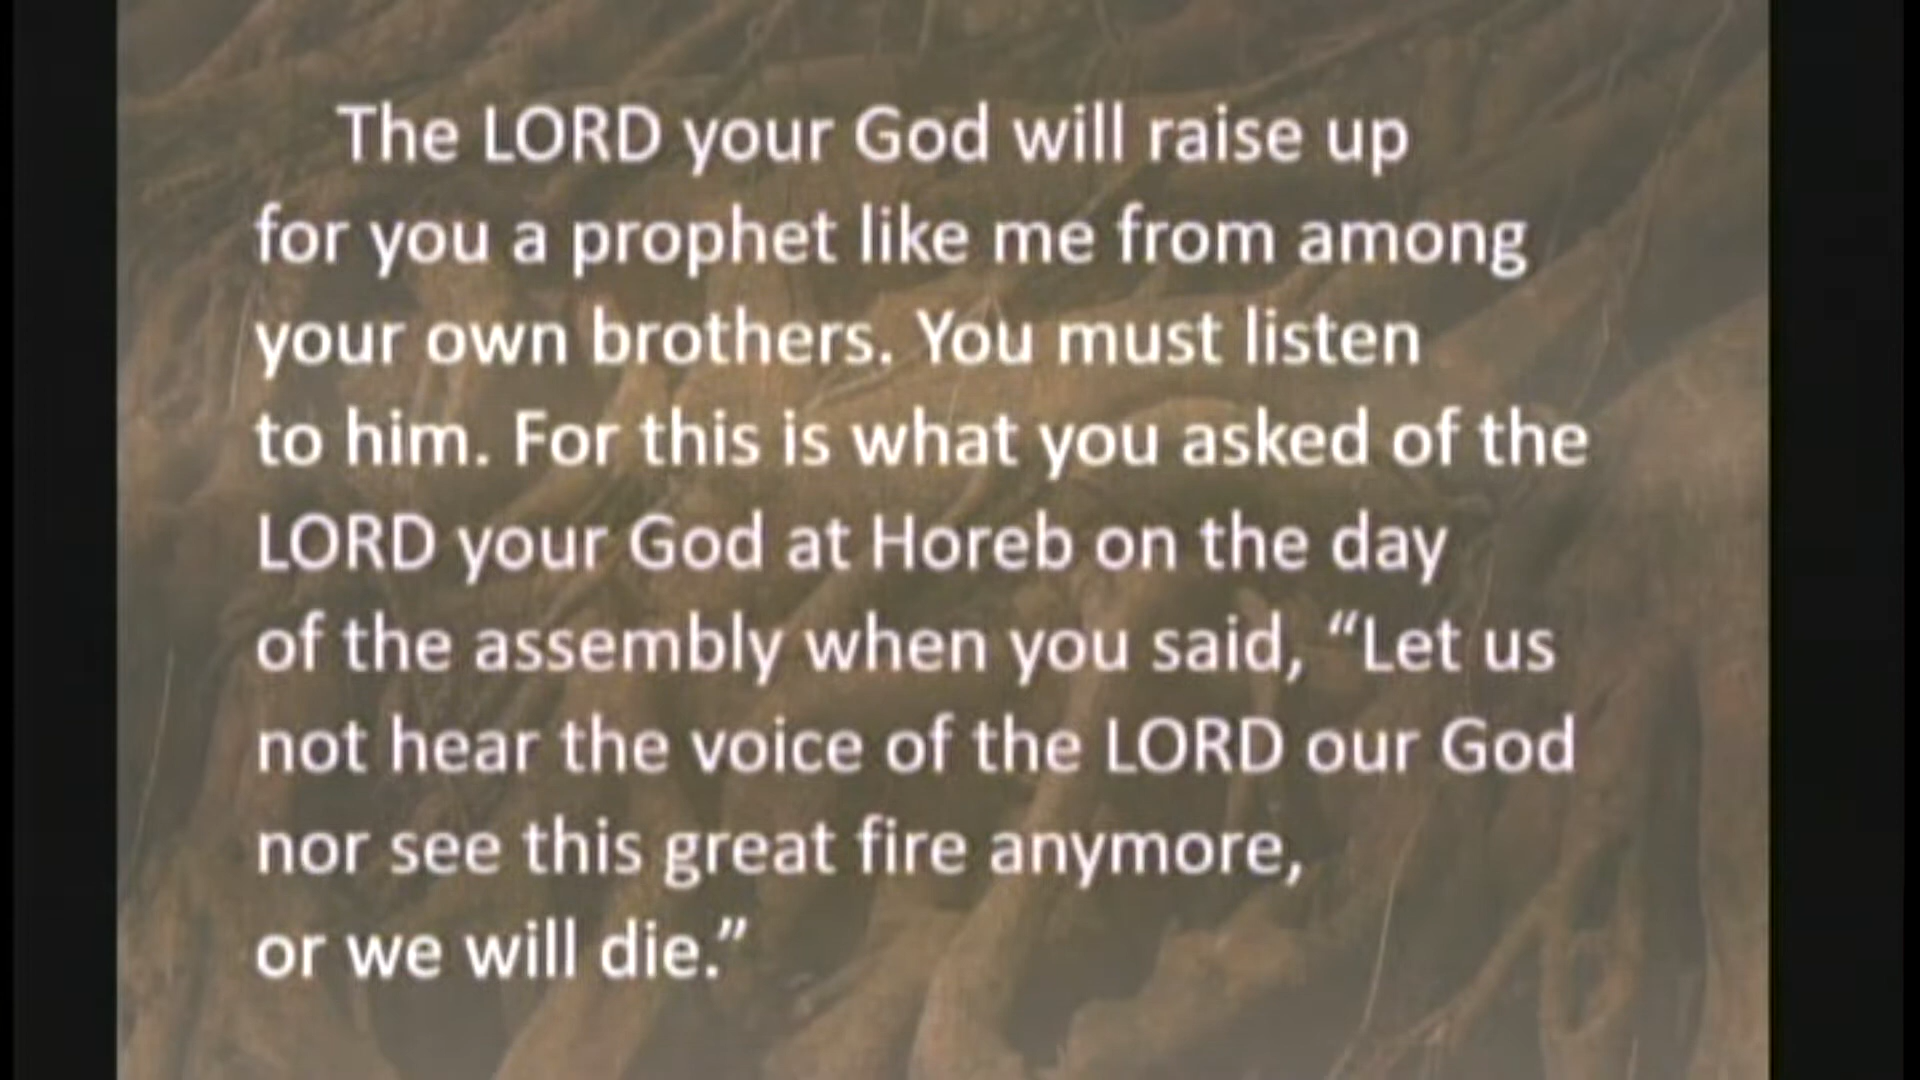 The LORD your God will raise up
for you a prophet like me from among
your own brothers. You must listen
to him. For this is what you asked of the
LORD your God at Horeb on the day
of the assembly when you said, “Let us
not hear the voice of the LORD our God
nor see this great fire anymore,
or we will die.”